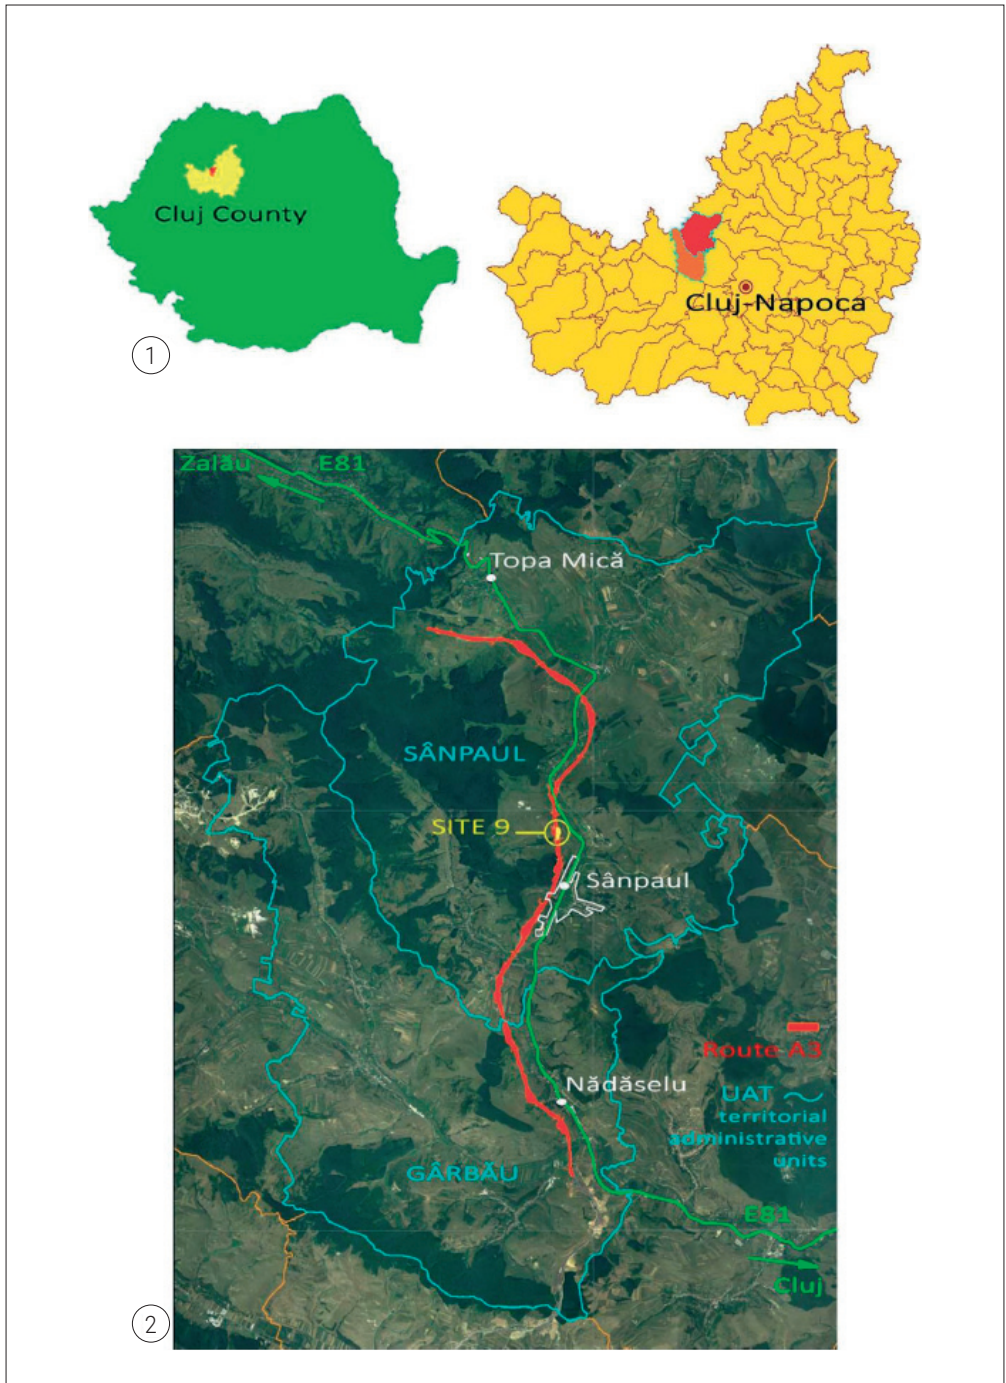 Cluj County
Cluj-Napoca
1
Zalău
E81
Topa Mică
SÂNPAUL
SITE 9
Sânpaul
Route A3
Nădăselu
UAT
territorial
administrative
units
GÂRBĂU
E81
Cluj
2